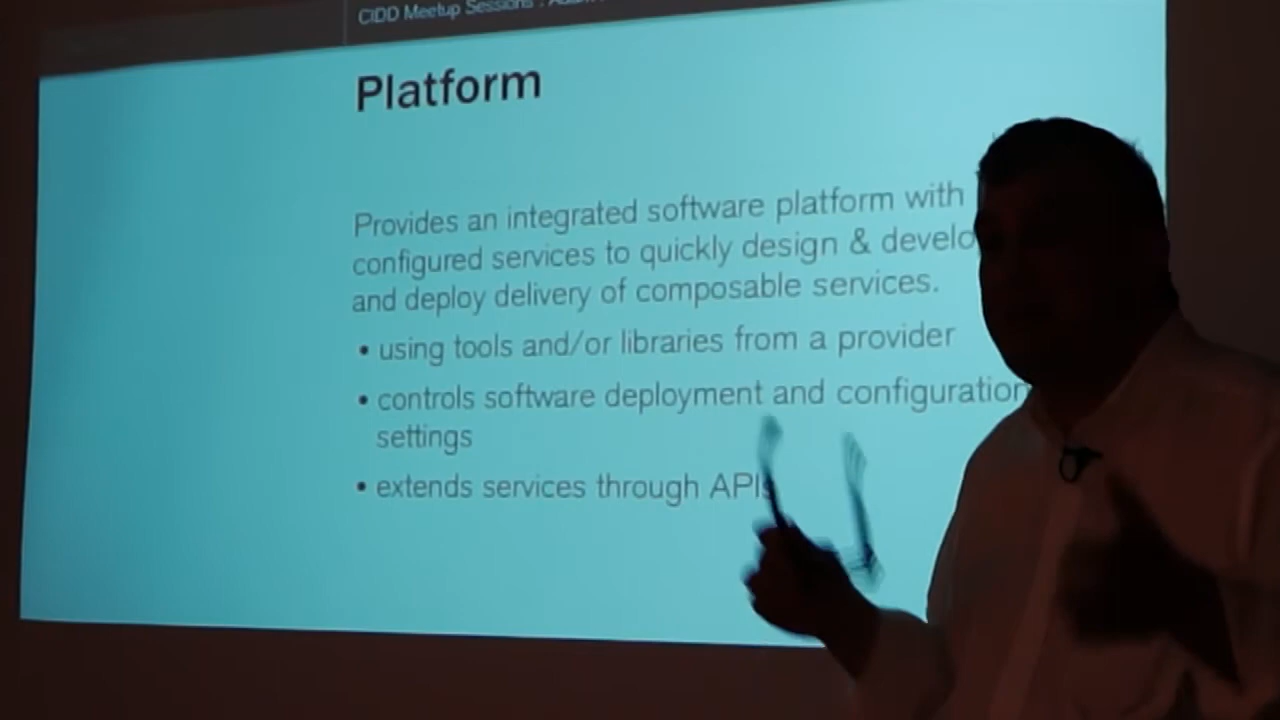 CIDD Meetup Sessions :
Platform
Provides an integrated software platform with
configured services to quickly design & develo
and deploy delivery of composable services.
• using tools and/or libraries from a provider
• controls software deployment and configuration
settings
• extends services through APIs